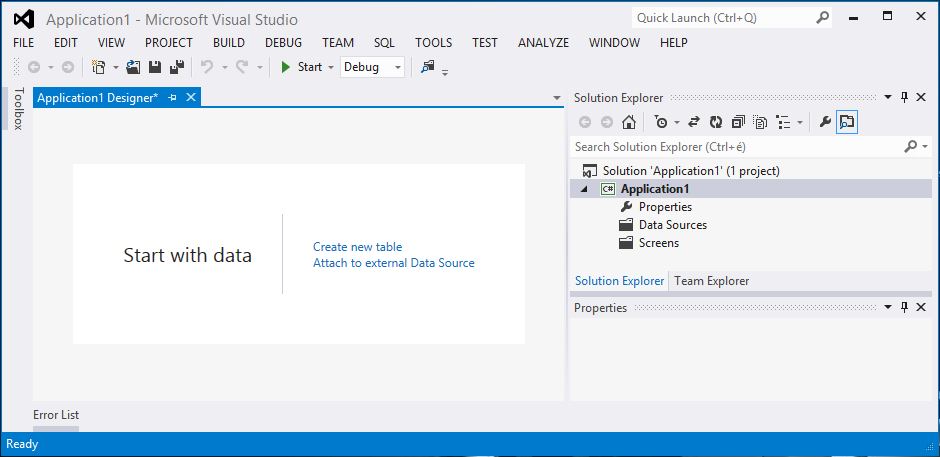 Application1 - Microsoft Visual Studio
Quick Launch (Ctrl+Q)
FILE EDIT VIEW PROJECT BUILD DEBUG TEAM SQL TOOLS TEST ANALYZE WINDOW HELP
Start Debug
Toolbox
Application1 Designer*
Start with data
Create new table
Attach to external Data Source
Solution Explorer
Search Solution Explorer (Ctrl+é)
Solution 'Application1' (1 project)
C# Application1
Properties
Data Sources
Screens
Solution Explorer Team Explorer
Properties
Error List
Ready